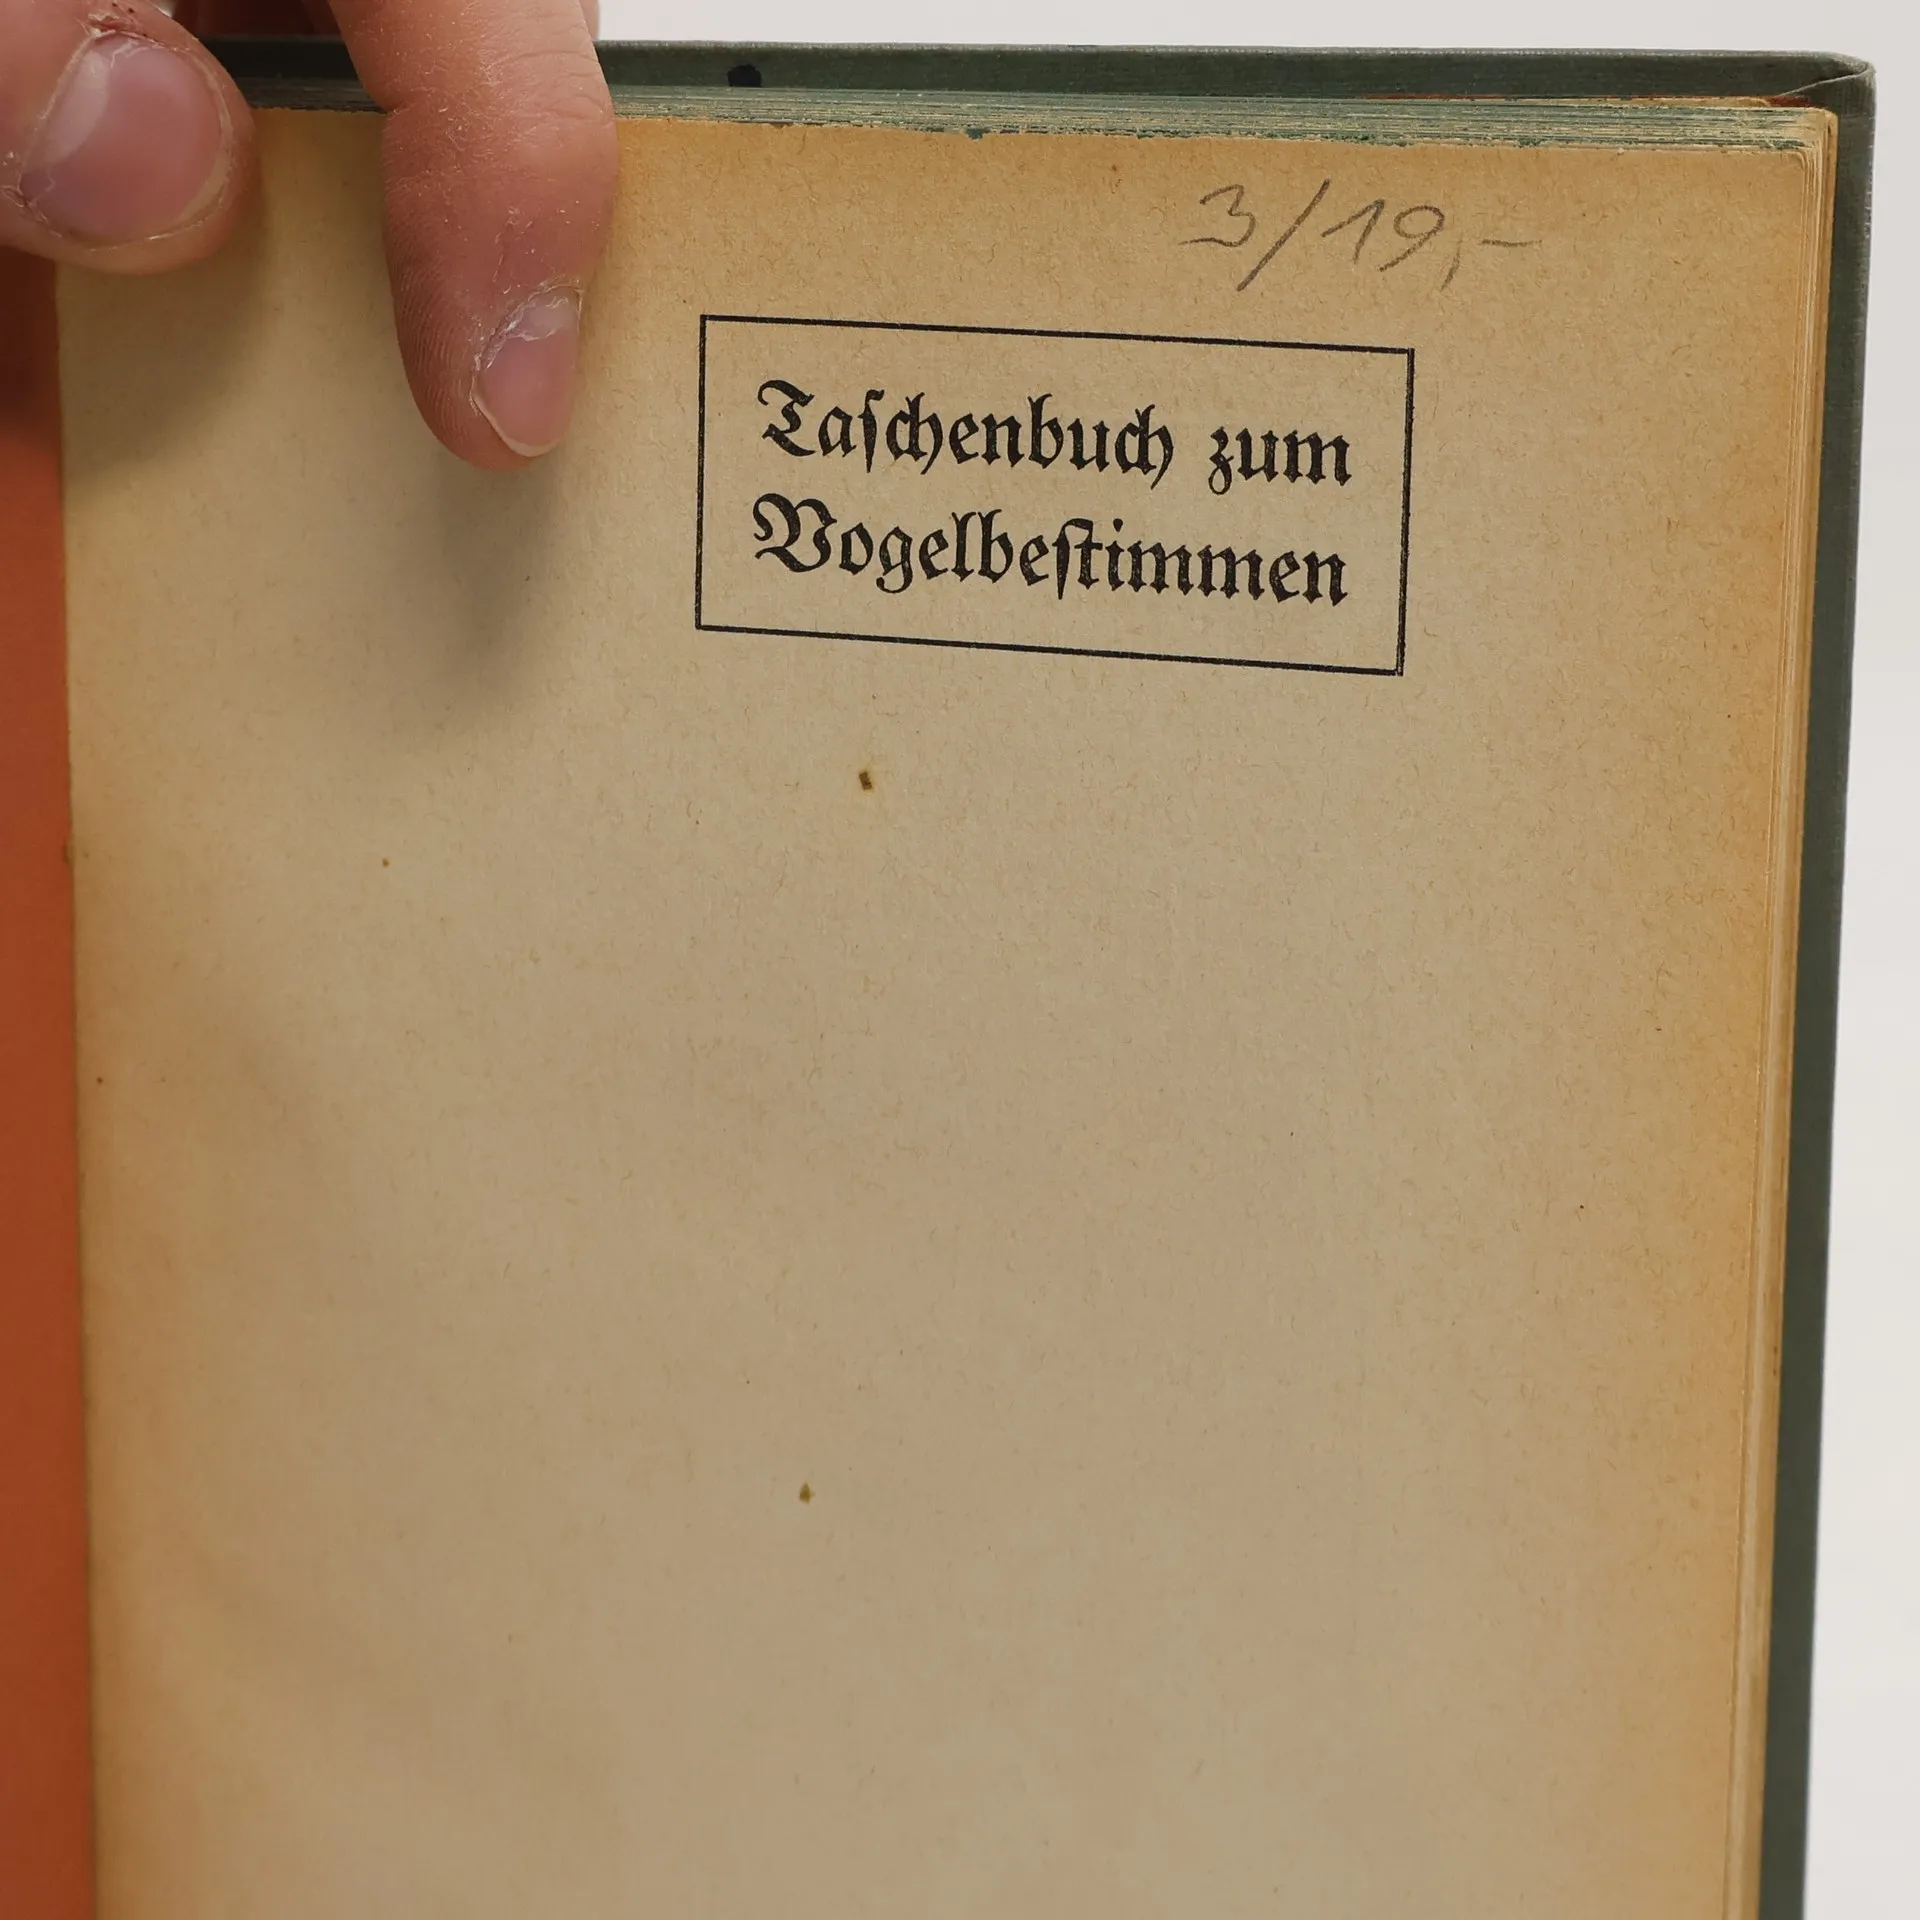 3/19,-
Taſchenbuch zum
Vogelbeſtimmen